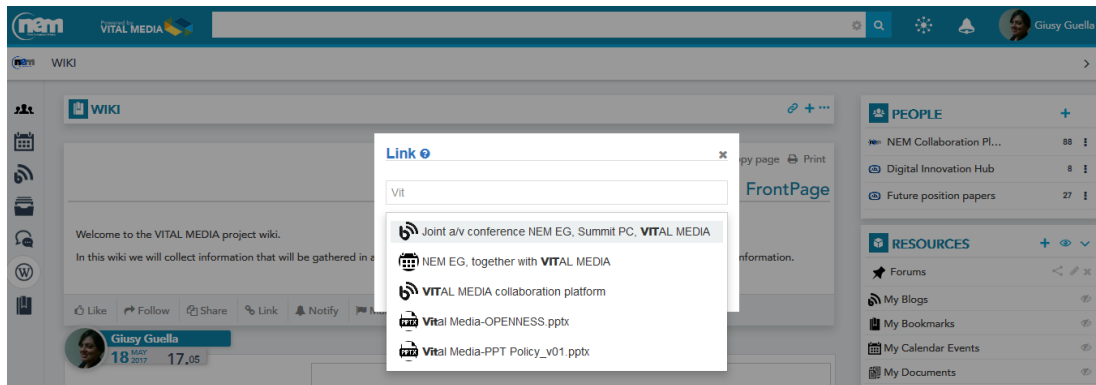 nem
Powered by
VITAL MEDIA
Giusy Guella
nem WIKI
WIKI
PEOPLE
NEM Collaboration Pl... 88
Digital Innovation Hub 8
Future position papers 27
RESOURCES
Forums
My Blogs
My Bookmarks
My Calendar Events
My Documents
Link
Vit
Joint a/v conference NEM EG, Summit PC, VITAL MEDIA
NEM EG, together with VITAL MEDIA
VITAL MEDIA collaboration platform
Vital Media-OPENNESS.pptx
Vital Media-PPT Policy_v01.pptx
py page Print
FrontPage
Welcome to the VITAL MEDIA project wiki.
In this wiki we will collect information that will be gathered in a
nformation.
Like Follow Share Link Notify
Giusy Guella
18 MAY 2017 17.05